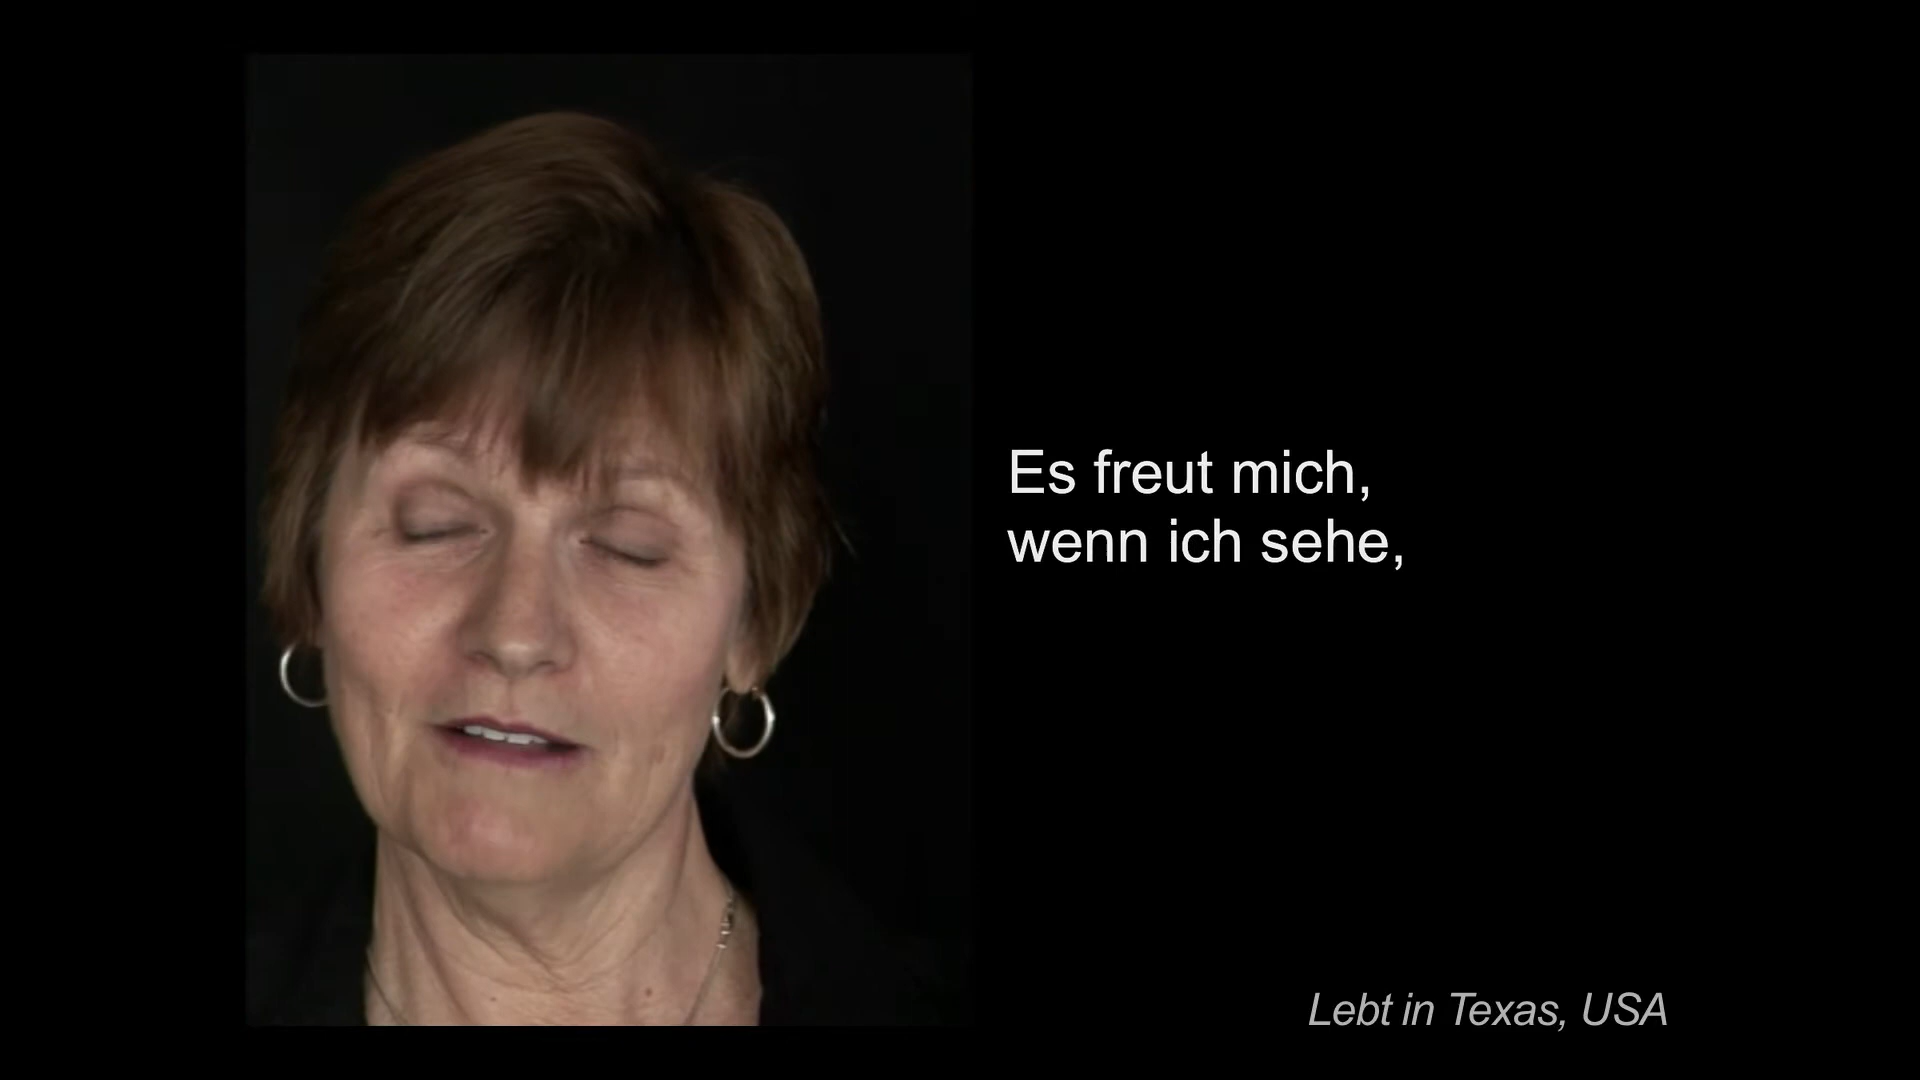 Es freut mich,
wenn ich sehe,
Lebt in Texas, USA